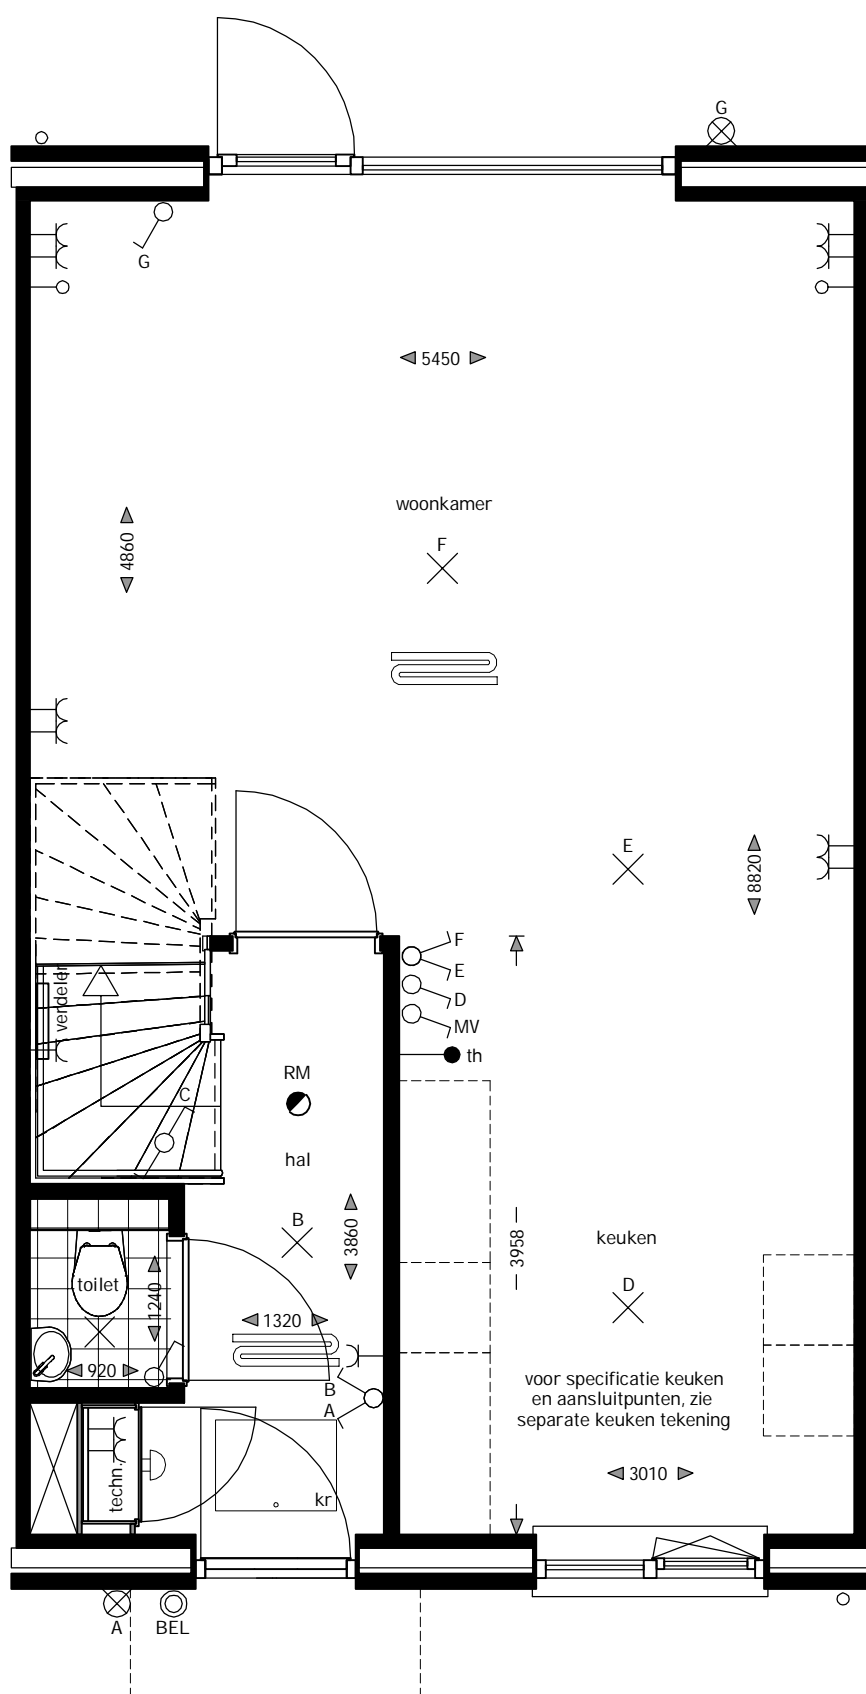 G
G
5450
woonkamer
4860
F
E
8820
F
E
D
MV
th
verdeler
RM
C
hal
B
3860
3958
keuken
toilet
1240
D
1320
920
B
A
voor specificatie keuken
en aansluitpunten, zie
separate keuken tekening
techn.
3010
kr
A
BEL